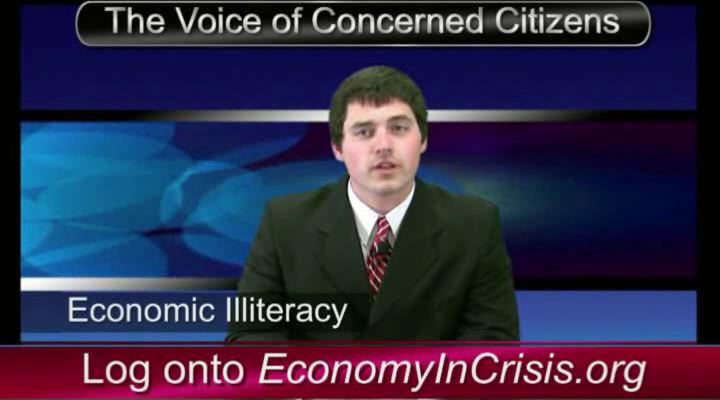 The Voice of Concerned Citizens
Economic Illiteracy
Log onto EconomyInCrisis.org